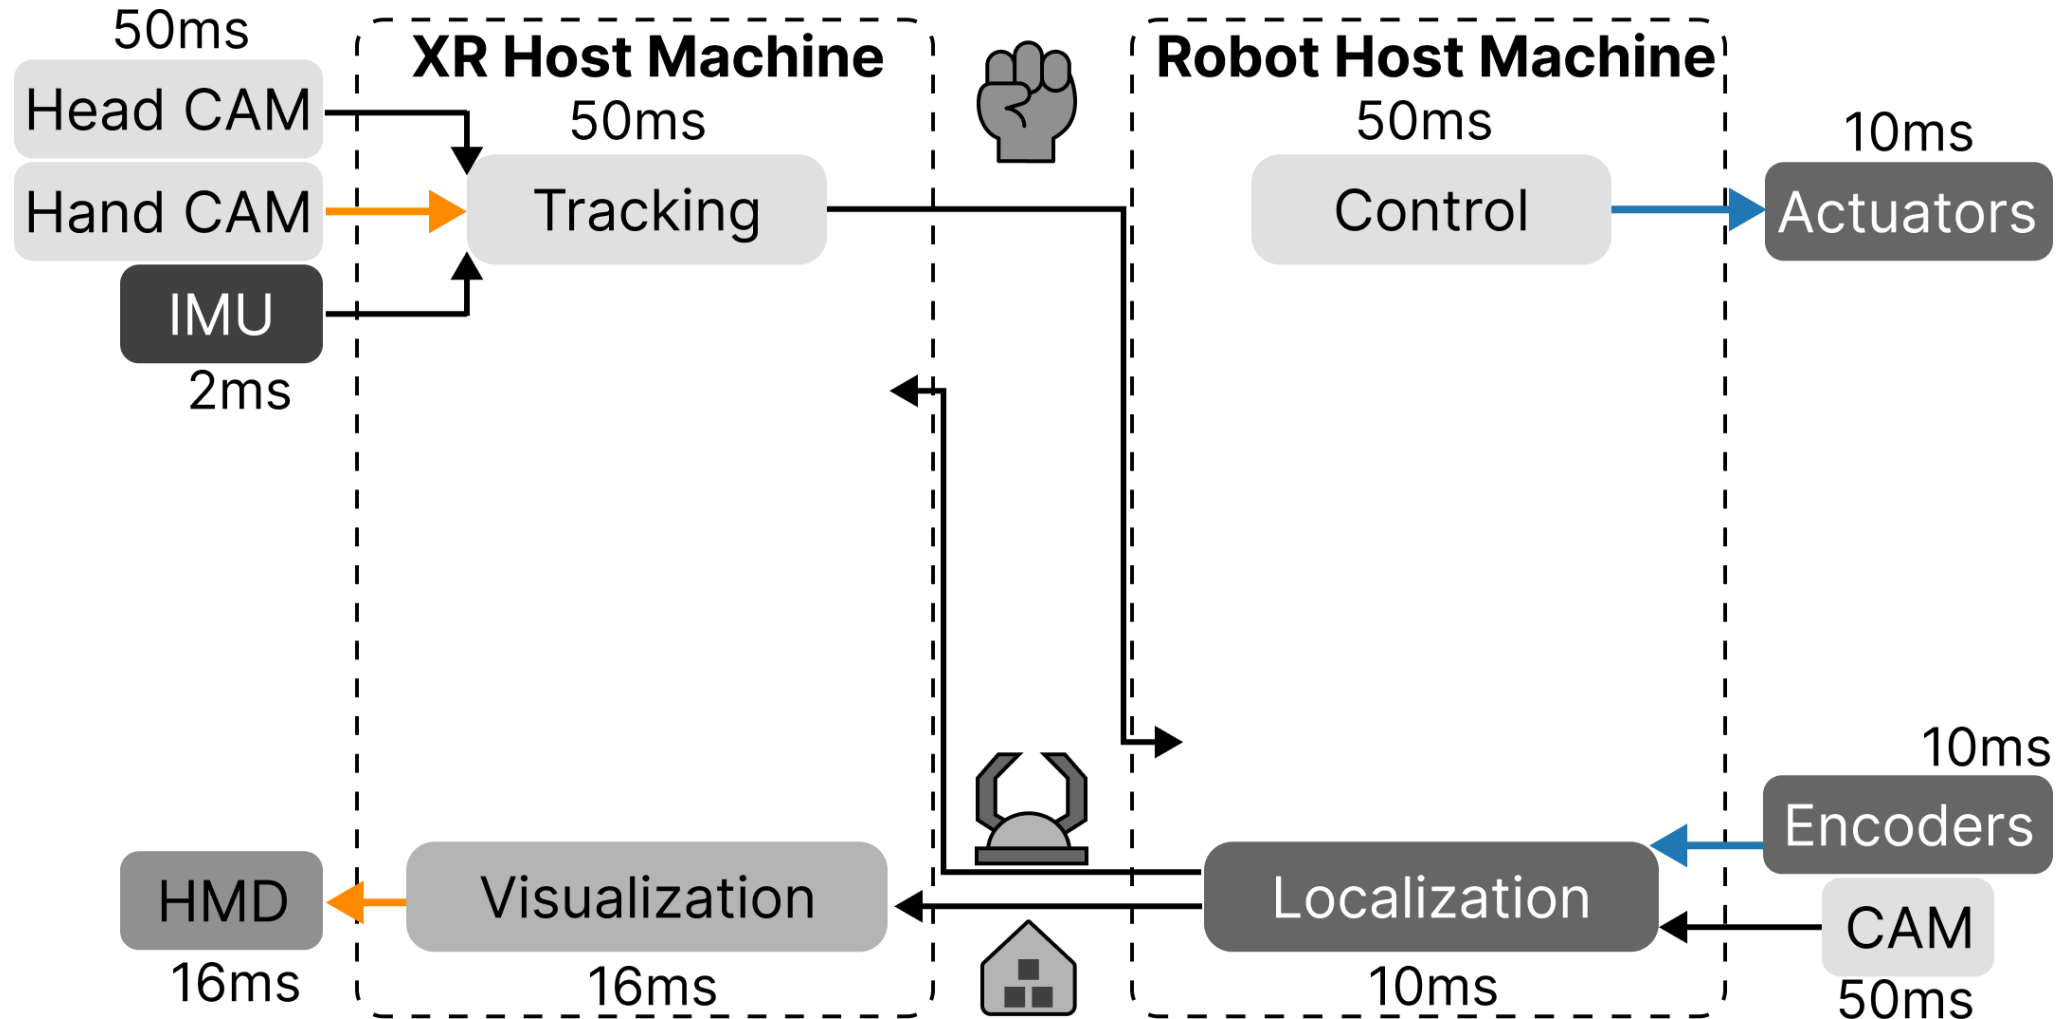 50ms
Head CAM
Hand CAM
IMU
2ms
XR Host Machine
50ms
Tracking
Robot Host Machine
50ms
Control
10ms
Actuators
HMD
16ms
Visualization
16ms
Localization
10ms
10ms
Encoders
CAM
50ms